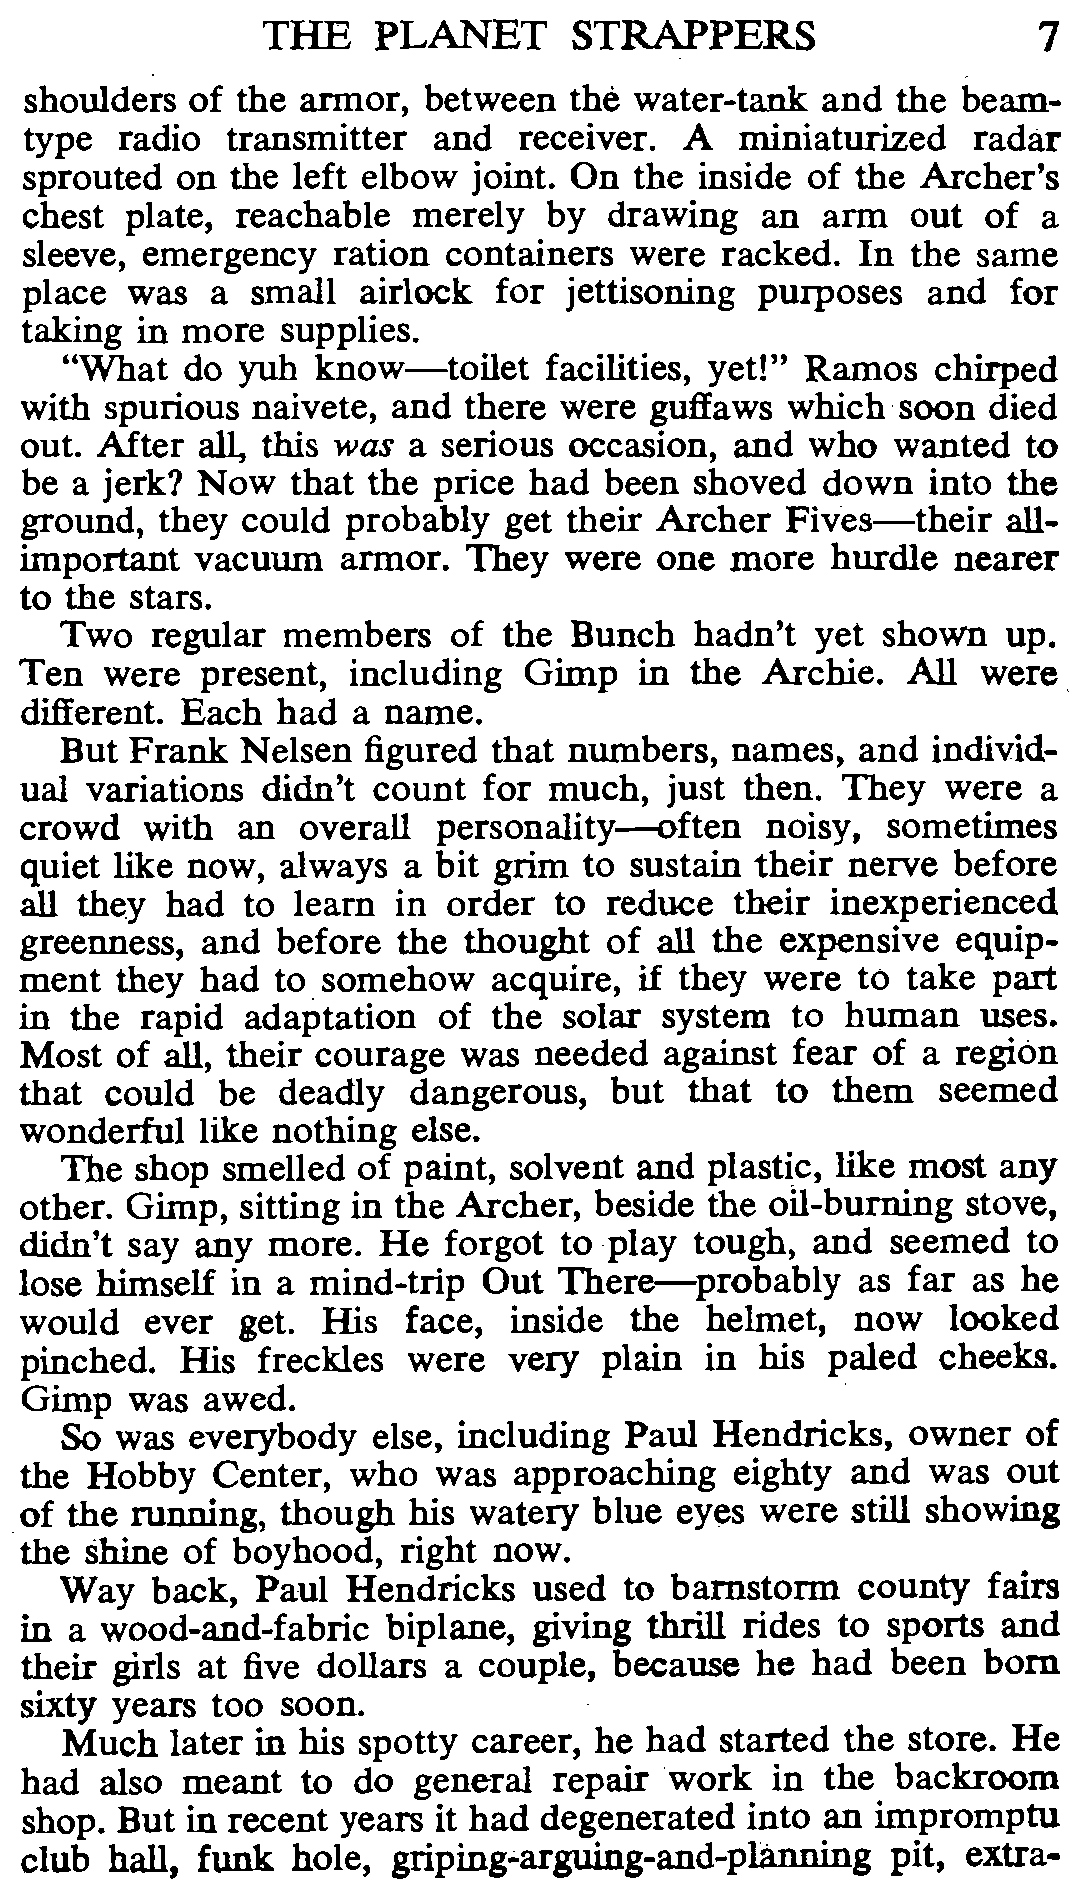 THE PLANET STRAPPERS 7
shoulders of the armor, between the water-tank and the beam-
type radio transmitter and receiver. A miniaturized radar
sprouted on the left elbow joint. On the inside of the Archer's
chest plate, reachable merely by drawing an arm out of a
sleeve, emergency ration containers were racked. In the same
place was a small airlock for jettisoning purposes and for
taking in more supplies.
“What do yuh know—toilet facilities, yet!” Ramos chirped
with spurious naivete, and there were guffaws which soon died
out. After all, this was a serious occasion, and who wanted to
be a jerk? Now that the price had been shoved down into the
ground, they could probably get their Archer Fives—their all-
important vacuum armor. They were one more hurdle nearer
to the stars.
Two regular members of the Bunch hadn't yet shown up.
Ten were present, including Gimp in the Archie. All were
different. Each had a name.
But Frank Nelsen figured that numbers, names, and individ-
ual variations didn't count for much, just then. They were a
crowd with an overall personality—often noisy, sometimes
quiet like now, always a bit grim to sustain their nerve before
all they had to learn in order to reduce their inexperienced
greenness, and before the thought of all the expensive equip-
ment they had to somehow acquire, if they were to take part
in the rapid adaptation of the solar system to human uses.
Most of all, their courage was needed against fear of a region
that could be deadly dangerous, but that to them seemed
wonderful like nothing else.
The shop smelled of paint, solvent and plastic, like most any
other. Gimp, sitting in the Archer, beside the oil-burning stove,
didn't say any more. He forgot to play tough, and seemed to
lose himself in a mind-trip Out There—probably as far as he
would ever get. His face, inside the helmet, now looked
pinched. His freckles were very plain in his paled cheeks.
Gimp was awed.
So was everybody else, including Paul Hendricks, owner of
the Hobby Center, who was approaching eighty and was out
of the running, though his watery blue eyes were still showing
the shine of boyhood, right now.
Way back, Paul Hendricks used to barnstorm county fairs
in a wood-and-fabric biplane, giving thrill rides to sports and
their girls at five dollars a couple, because he had been born
sixty years too soon.
Much later in his spotty career, he had started the store. He
had also meant to do general repair work in the backroom
shop. But in recent years it had degenerated into an impromptu
club hall, funk hole, griping-arguing-and-planning pit, extra-